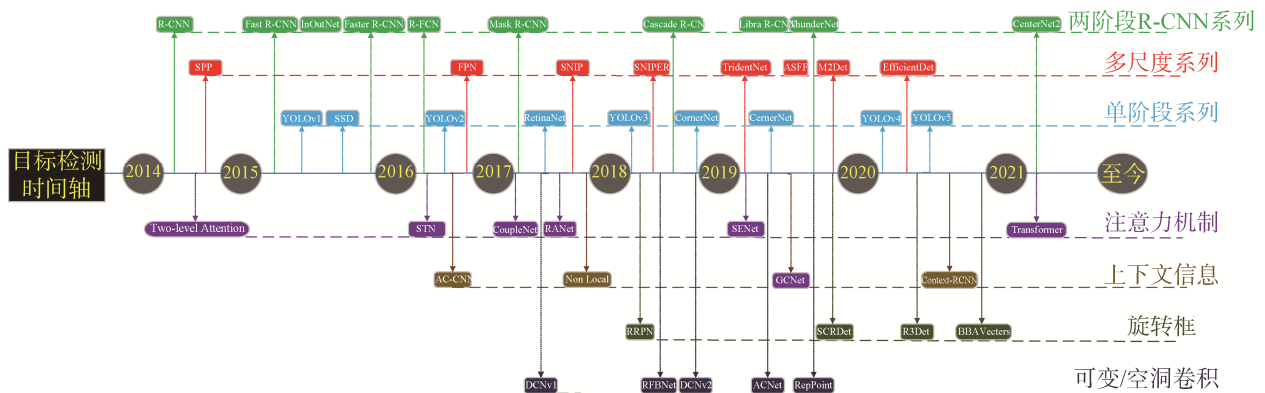 R-CNN Fast R-CNN InOutNet Faster R-CNN R-FCN Mask R-CNN Cascade R-CN Libra R-CN ThunderNet CenterNet2 两阶段R-CNN系列
SPP FPN SNIP SNIPER TridentNet ASFF M2Det EfficientDet 多尺度系列
YOLOv1 SSD YOLOv2 RetinaNet YOLOv3 CornerNet CernerNet YOLOv4 YOLOv5 单阶段系列
目标检测
时间轴
2014 2015 2016 2017 2018 2019 2020 2021 至今
Two-level Attention STN CoupleNet RANet SENet Transformer 注意力机制
AC-CNN Non Local GCNet Context-RCNN 上下文信息
RRPN SCRDet R3Det BBAVecters 旋转框
DCNv1 RFBNet DCNv2 ACNet RepPoint 可变/空洞卷积